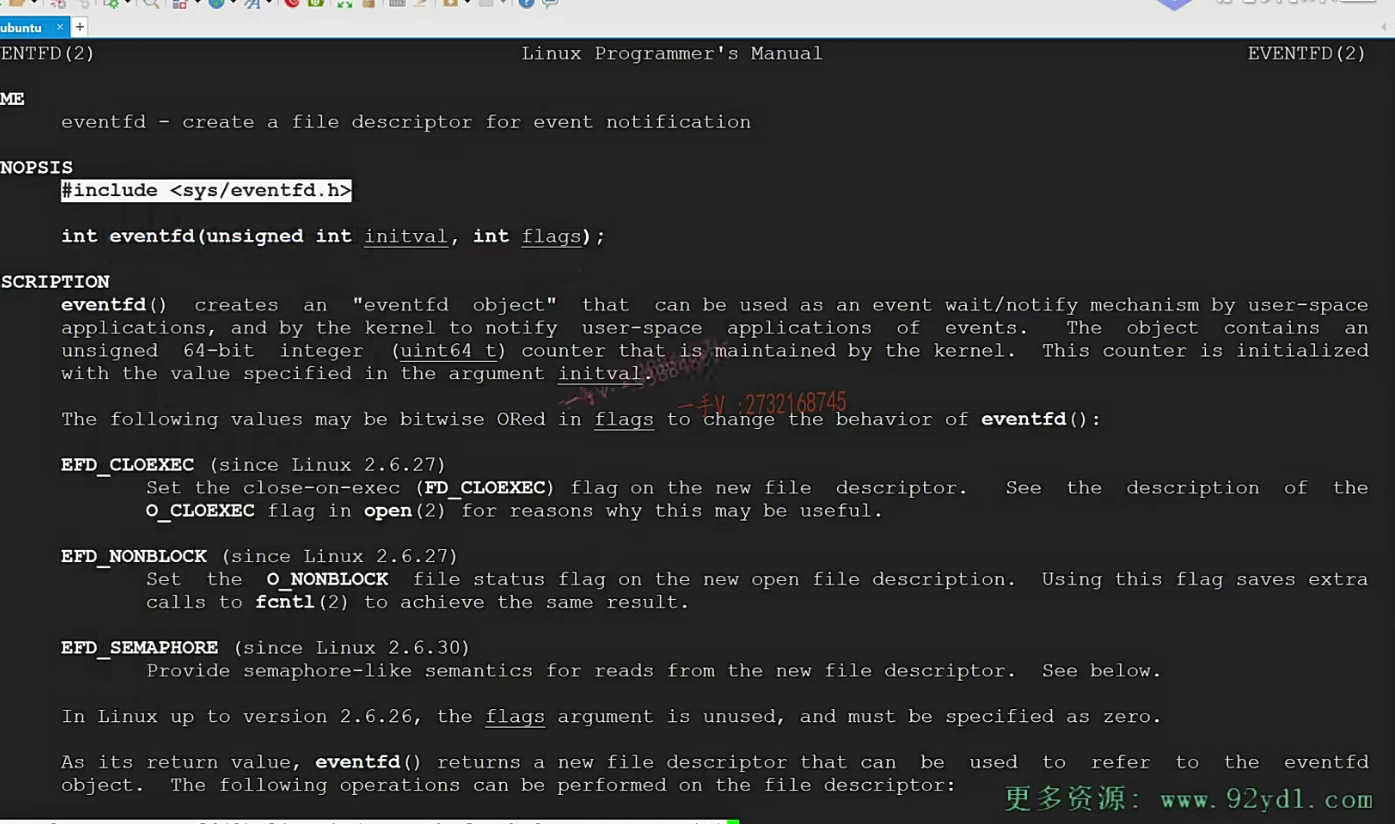 ubuntu × +
ENTFD(2) Linux Programmer's Manual EVENTFD(2)
ME
eventfd - create a file descriptor for event notification
NOPSIS
#include <sys/eventfd.h>
int eventfd(unsigned int initval, int flags);
SCRIPTION
eventfd() creates an "eventfd object" that can be used as an event wait/notify mechanism by user-space
applications, and by the kernel to notify user-space applications of events. The object contains an
unsigned 64-bit integer (uint64_t) counter that is maintained by the kernel. This counter is initialized
with the value specified in the argument initval.
一手V :2732168745
The following values may be bitwise ORed in flags to change the behavior of eventfd():
EFD_CLOEXEC (since Linux 2.6.27)
Set the close-on-exec (FD_CLOEXEC) flag on the new file descriptor. See the description of the
O_CLOEXEC flag in open(2) for reasons why this may be useful.
EFD_NONBLOCK (since Linux 2.6.27)
Set the O_NONBLOCK file status flag on the new open file description. Using this flag saves extra
calls to fcntl(2) to achieve the same result.
EFD_SEMAPHORE (since Linux 2.6.30)
Provide semaphore-like semantics for reads from the new file descriptor. See below.
In Linux up to version 2.6.26, the flags argument is unused, and must be specified as zero.
As its return value, eventfd() returns a new file descriptor that can be used to refer to the eventfd
object. The following operations can be performed on the file descriptor:
更多资源: www.92ydl.com